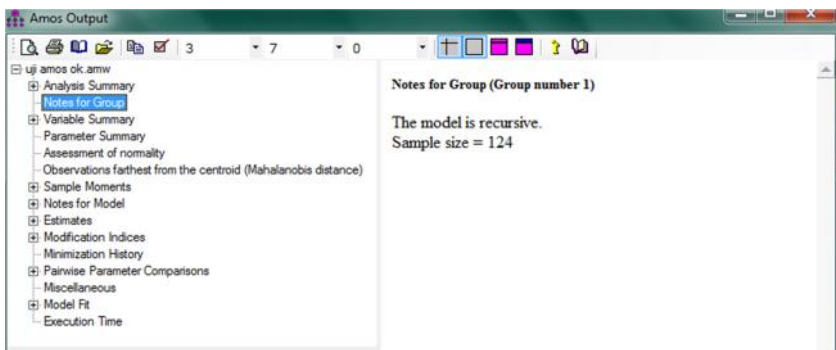 Amos Output
3 7 0
uji amos ok.amw
Analysis Summary
Notes for Group
Variable Summary
Parameter Summary
Assessment of normality
Observations farthest from the centroid (Mahalanobis distance)
Sample Moments
Notes for Model
Estimates
Modification Indices
Minimization History
Pairwise Parameter Comparisons
Miscellaneous
Model Fit
Execution Time
Notes for Group (Group number 1)
The model is recursive.
Sample size = 124